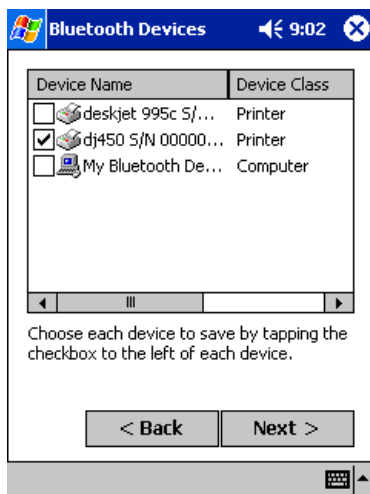 Bluetooth Devices 9:02
Device Name Device Class
deskjet 995c S/... Printer
dj450 S/N 00000... Printer
My Bluetooth De... Computer
Choose each device to save by tapping the
checkbox to the left of each device.
< Back Next >